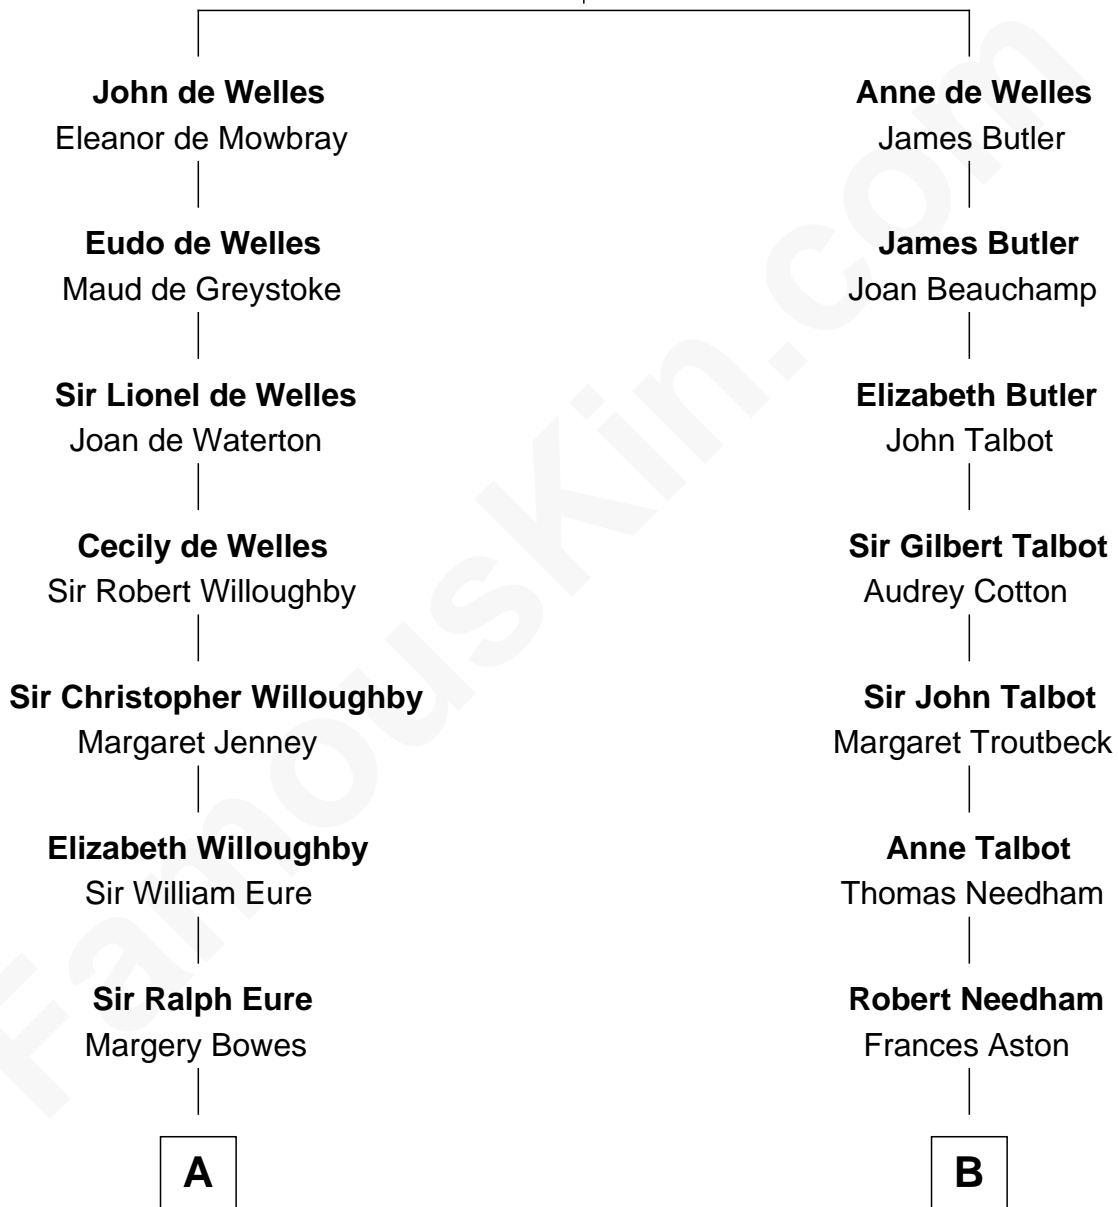 John de Welles
Eleanor de Mowbray
Eudo de Welles
Maud de Greystoke
Sir Lionel de Welles
Joan de Waterton
Cecily de Welles
Sir Robert Willoughby
Sir Christopher Willoughby
Margaret Jenney
Elizabeth Willoughby
Sir William Eure
Sir Ralph Eure
Margery Bowes
A
Anne de Welles
James Butler
James Butler
Joan Beauchamp
Elizabeth Butler
John Talbot
Sir Gilbert Talbot
Audrey Cotton
Sir John Talbot
Margaret Troutbeck
Anne Talbot
Thomas Needham
Robert Needham
Frances Aston
B
FamousKin.com